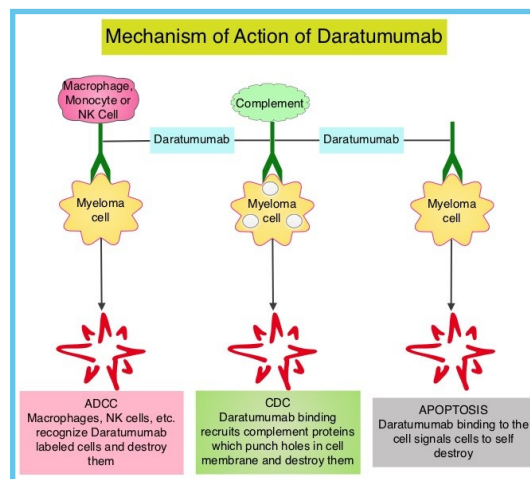 Mechanism of Action of Daratumumab
Macrophage,
Monocyte or
NK Cell
Complement
Daratumumab
Daratumumab
Myeloma
cell
Myeloma
cell
Myeloma
cell
ADCC
Macrophages, NK cells, etc.
recognize Daratumumab
labeled cells and destroy
them
CDC
Daratumumab binding
recruits complement proteins
which punch holes in cell
membrane and destroy them
APOPTOSIS
Daratumumab binding to the
cell signals cells to self
destroy